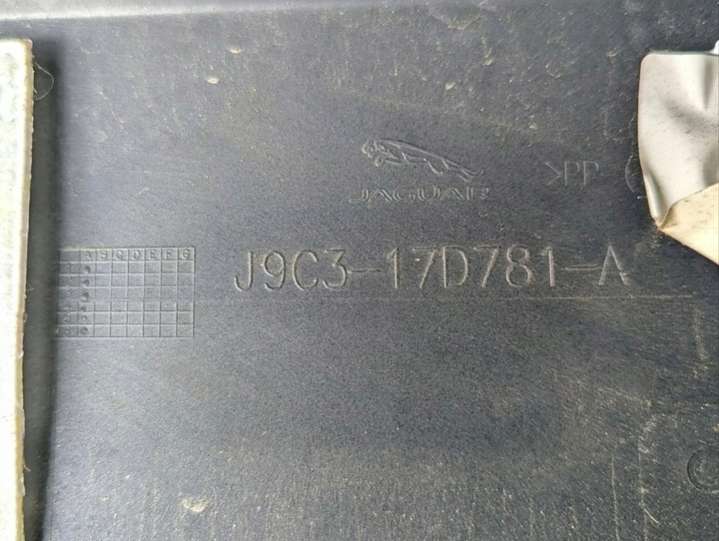 JAGUAR
>PP
A B C D E F G
J9C3-17D781-A